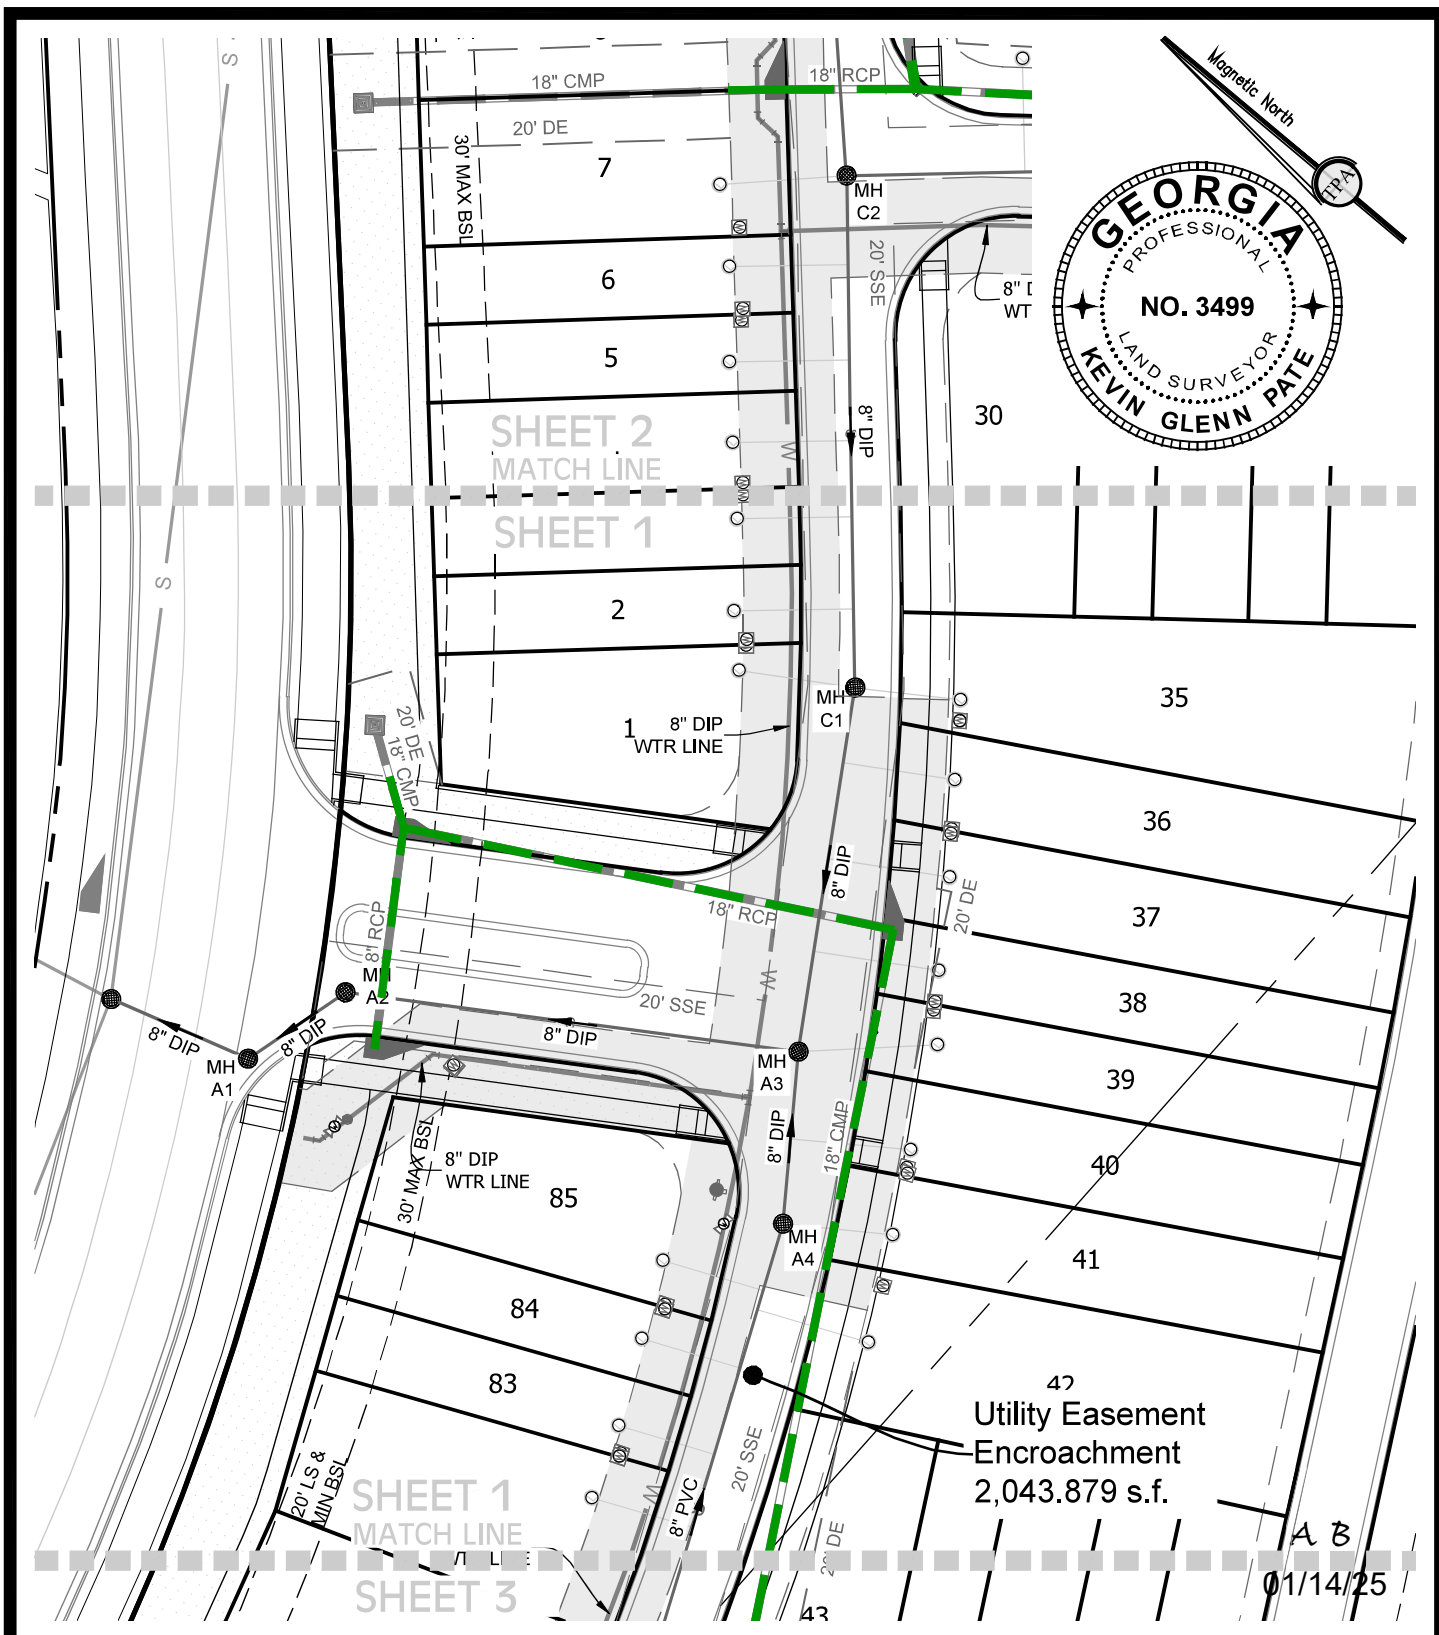 S
18" CMP
18" RCP
Magnetic North
TPA
20' DE
30' MAX BSL
7
MH
C2
20' SSE
GEORGIA
PROFESSIONAL
NO. 3499
LAND SURVEYOR
KEVIN GLENN PATE
6
8" D
WT
5
8" DIP
30
SHEET 2
MATCH LINE
W
SHEET 1
S
2
35
MH
C1
20' DE
18" CMP
1
8" DIP
WTR LINE
36
8" DIP
37
20' DE
18" RCP
8" RCP
W
MH
A2
20' SSE
38
8" DIP
8" DIP
8" DIP
MH
A1
MH
A3
39
8" DIP
18" CMP
30' MAX BSL
8" DIP
WTR LINE
40
85
MH
A4
41
84
83
42
Utility Easement
Encroachment
2,043.879 s.f.
20' SSE
20' LS &
MIN BSL
8" PVC
W
SHEET 1
MATCH LINE
A B
20' DE
01/14/25
SHEET 3
43